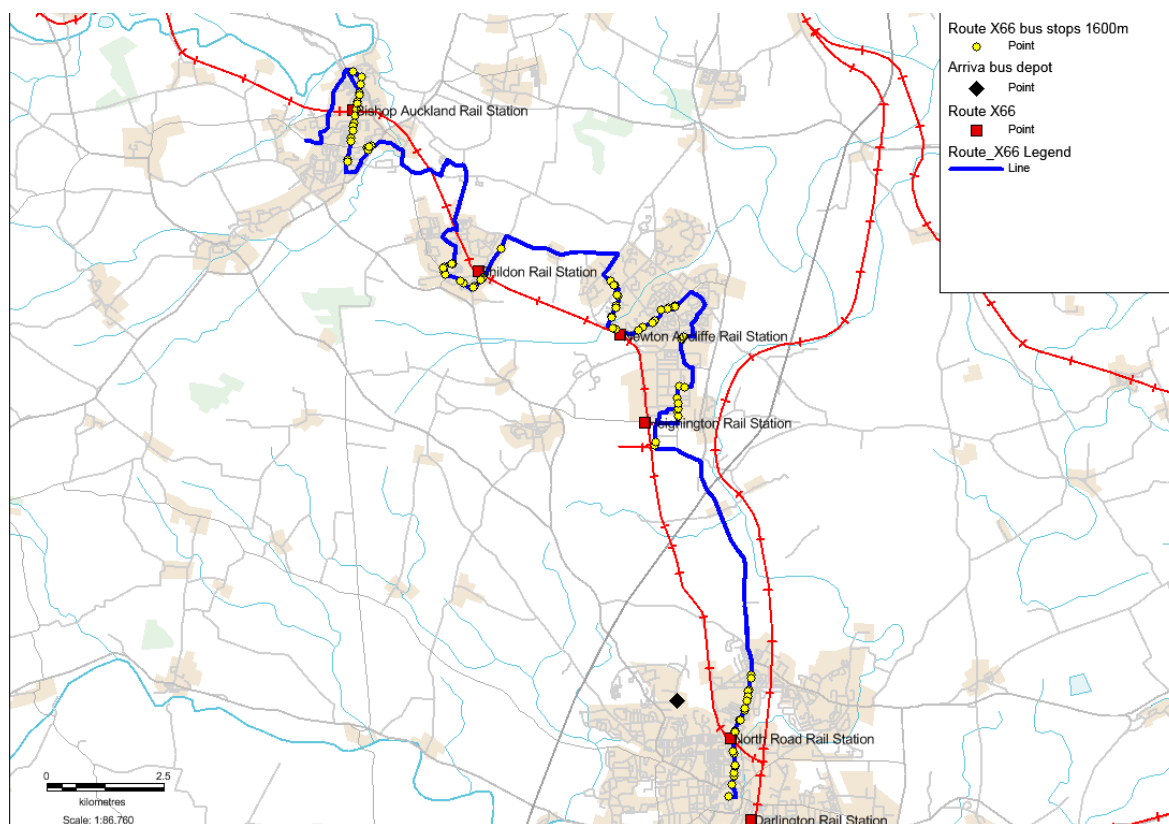 Route X66 bus stops 1600m
Point
Arriva bus depot
Point
Route X66
Point
Route_X66 Legend
Line
Bishop Auckland Rail Station
Shildon Rail Station
Newton Aycliffe Rail Station
Heighington Rail Station
North Road Rail Station
Darlington Rail Station
0 2.5
kilometres
Scale: 1:86,760